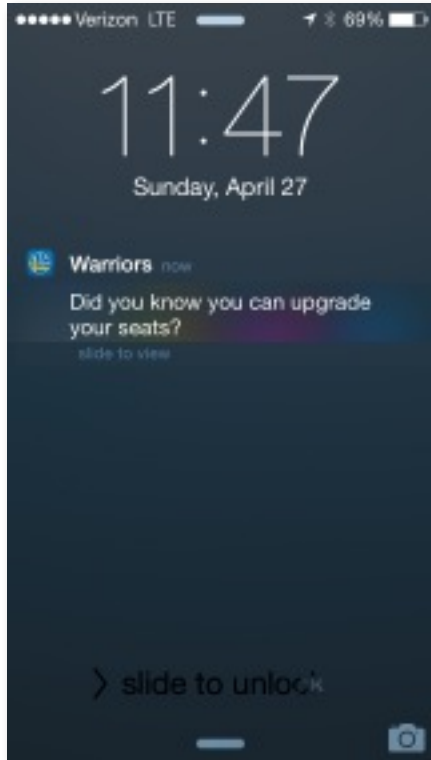 Verizon LTE 69%
11:47
Sunday, April 27
Warriors now
Did you know you can upgrade
your seats?
slide to view
> slide to unlock